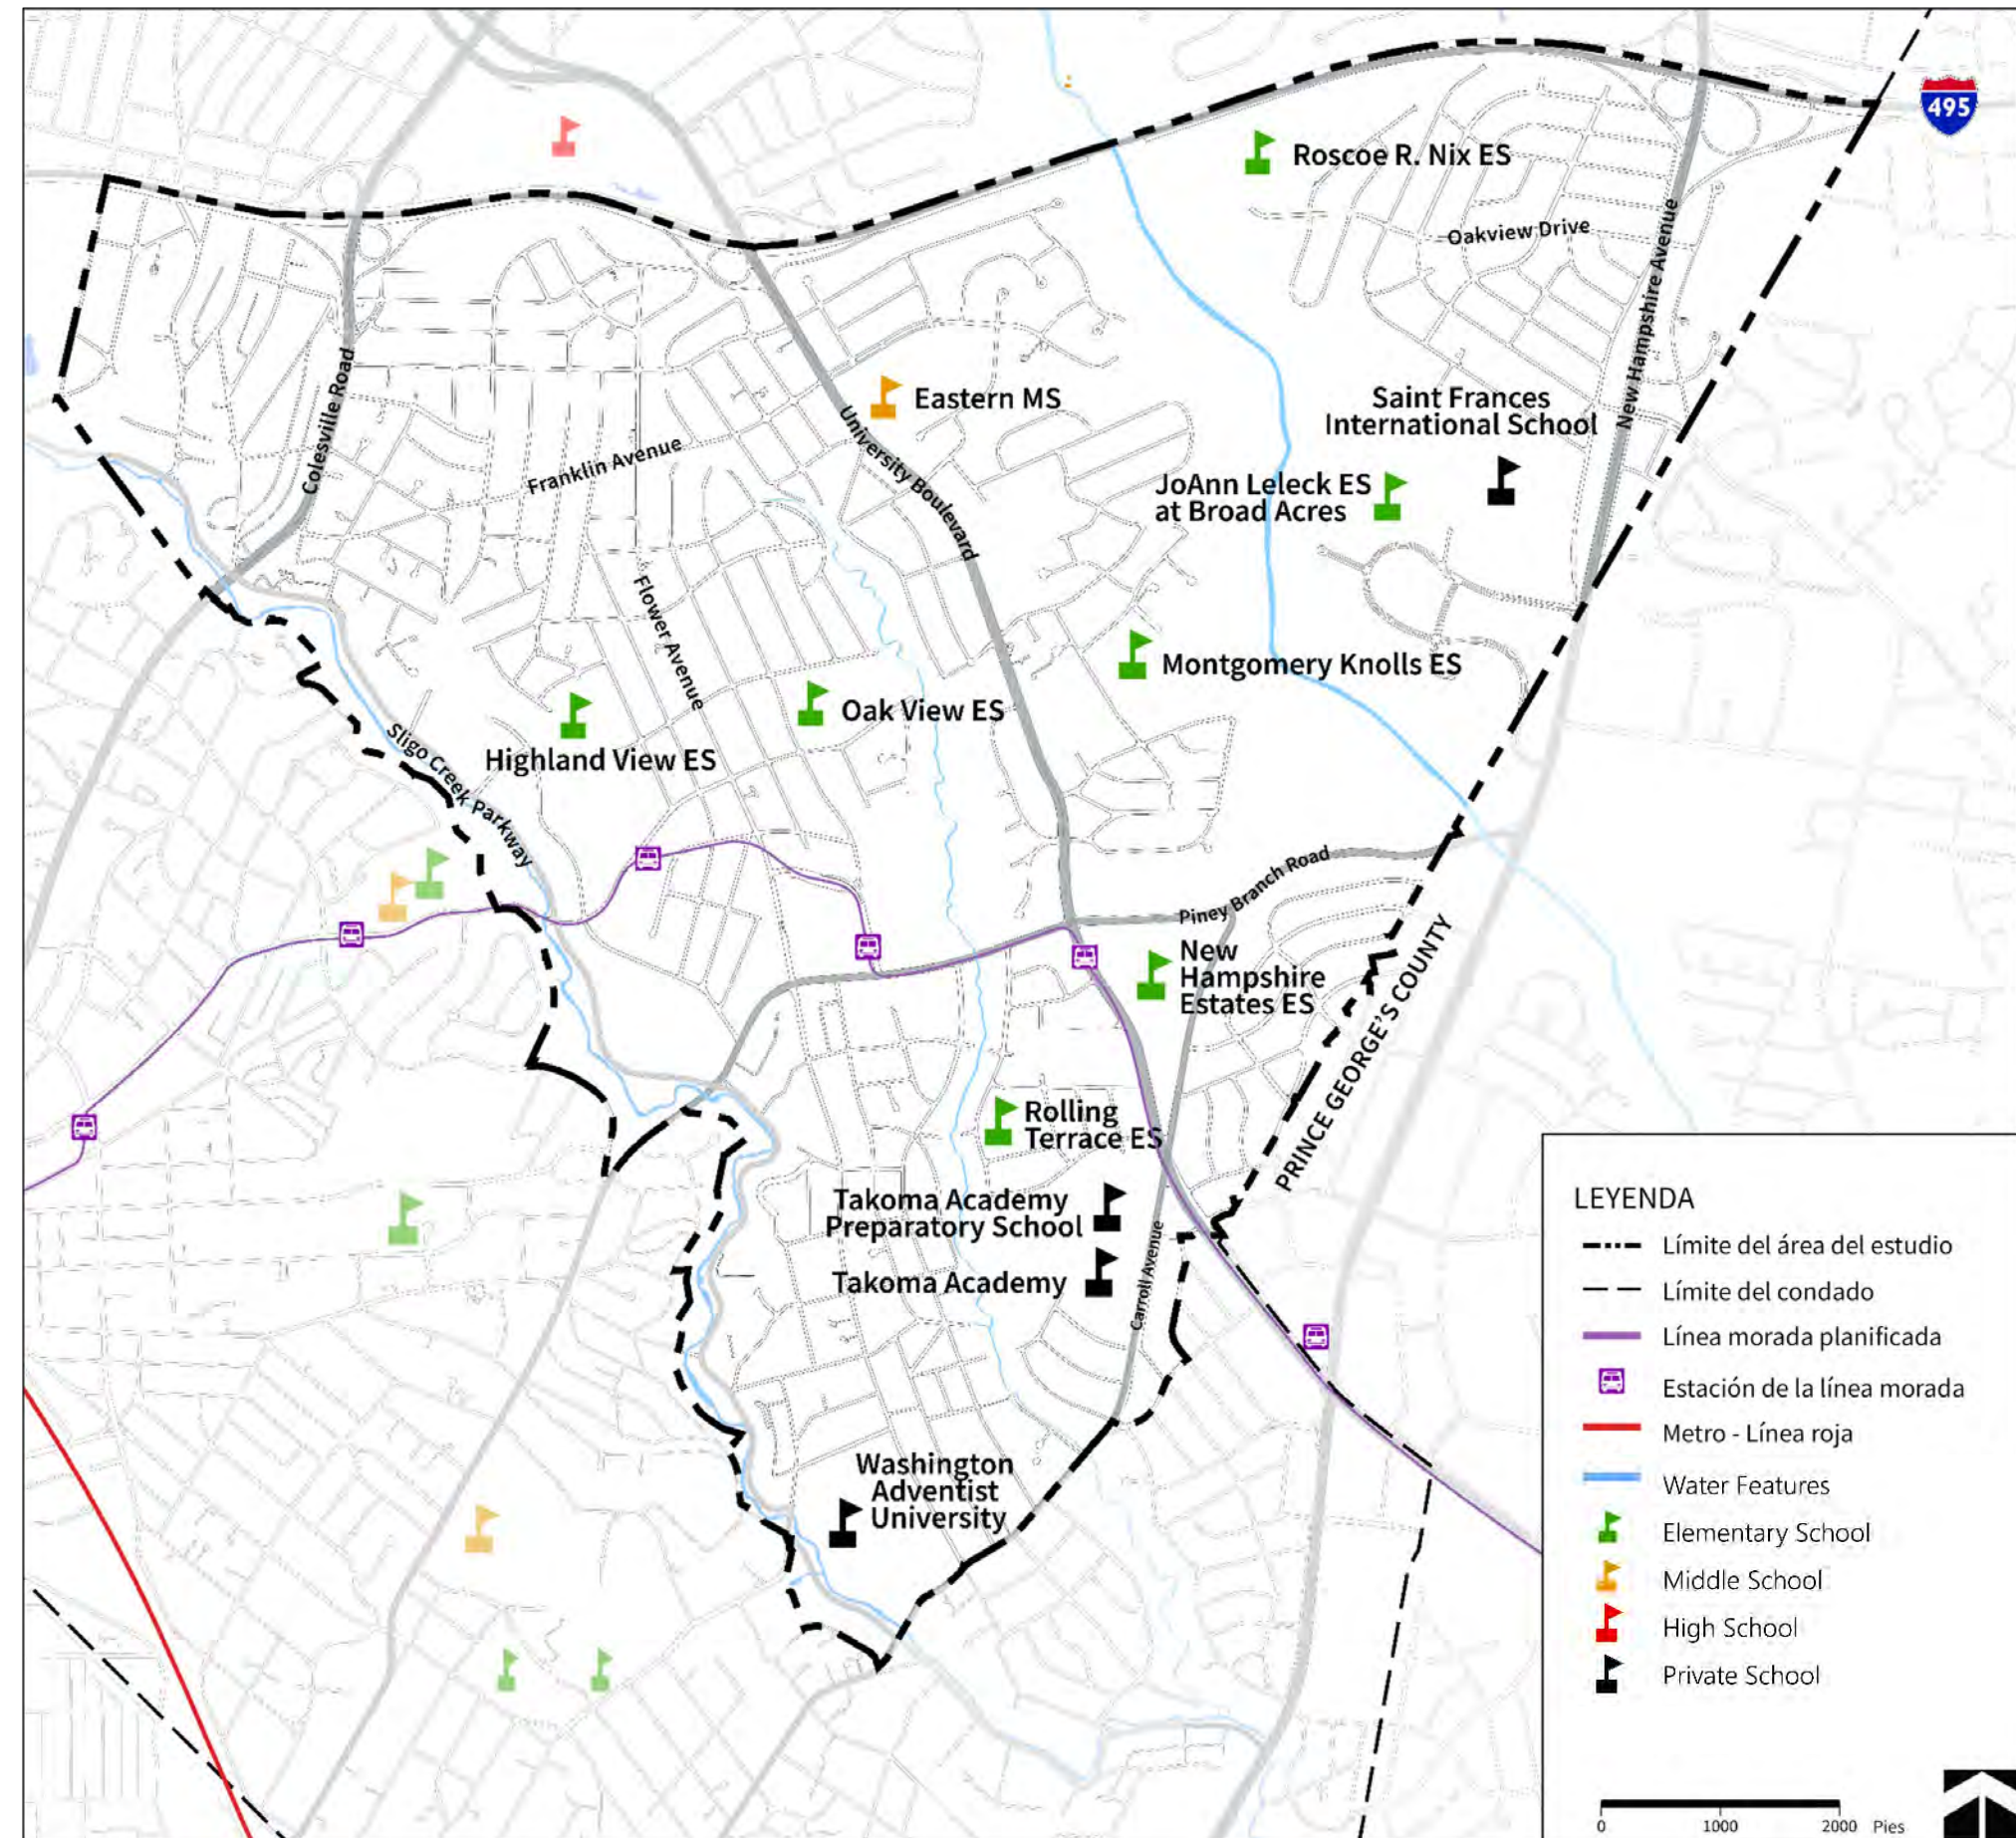 495
Roscoe R. Nix ES
Oakview Drive
New Hampshire Avenue
Colesville Road
Eastern MS
University Boulevard
Franklin Avenue
Saint Frances
International School
JoAnn Leleck ES
at Broad Acres
Flower Avenue
Montgomery Knolls ES
Oak View ES
Highland View ES
Sligo Creek Parkway
Piney Branch Road
New
Hampshire
Estates ES
PRINCE GEORGE'S COUNTY
Rolling
Terrace ES
Takoma Academy
Preparatory School
Takoma Academy
Carroll Avenue
Washington
Adventist
University
LEYENDA
Límite del área del estudio
Límite del condado
Línea morada planificada
Estación de la línea morada
Metro - Línea roja
Water Features
Elementary School
Middle School
High School
Private School
0 1000 2000 Pies